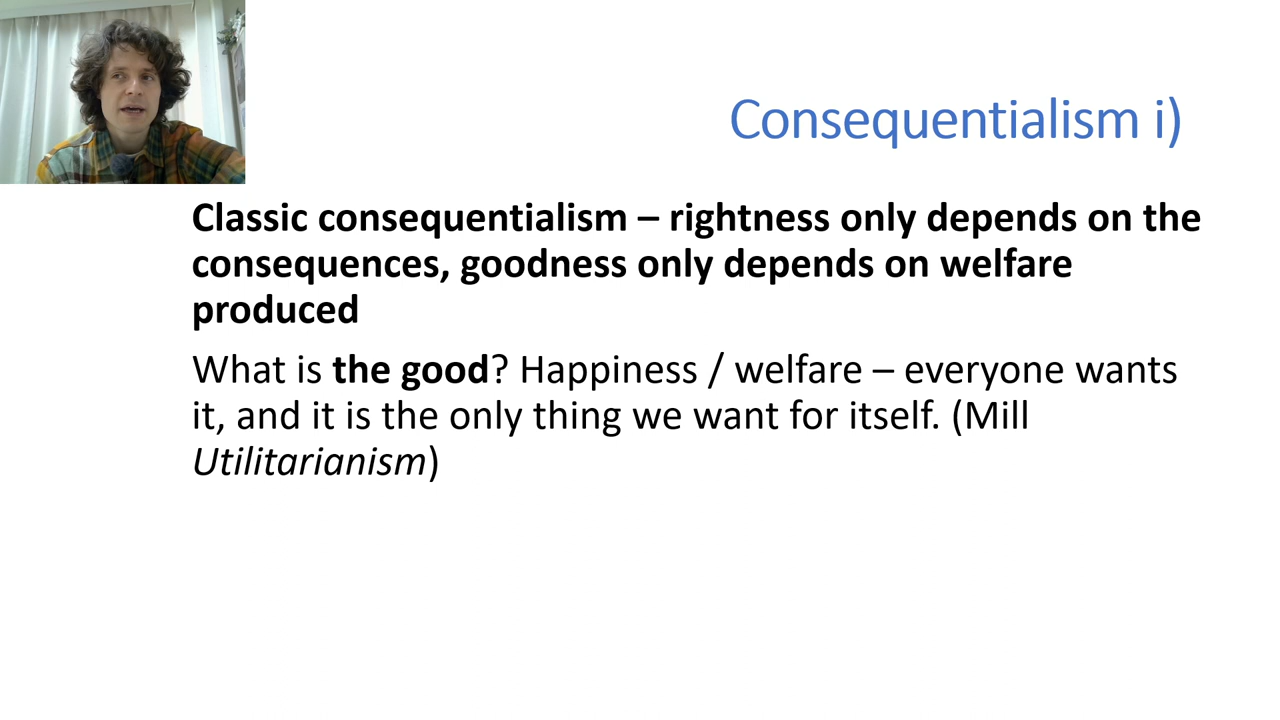 Consequentialism i)
Classic consequentialism – rightness only depends on the
consequences, goodness only depends on welfare
produced
What is the good? Happiness / welfare – everyone wants
it, and it is the only thing we want for itself. (Mill
Utilitarianism)